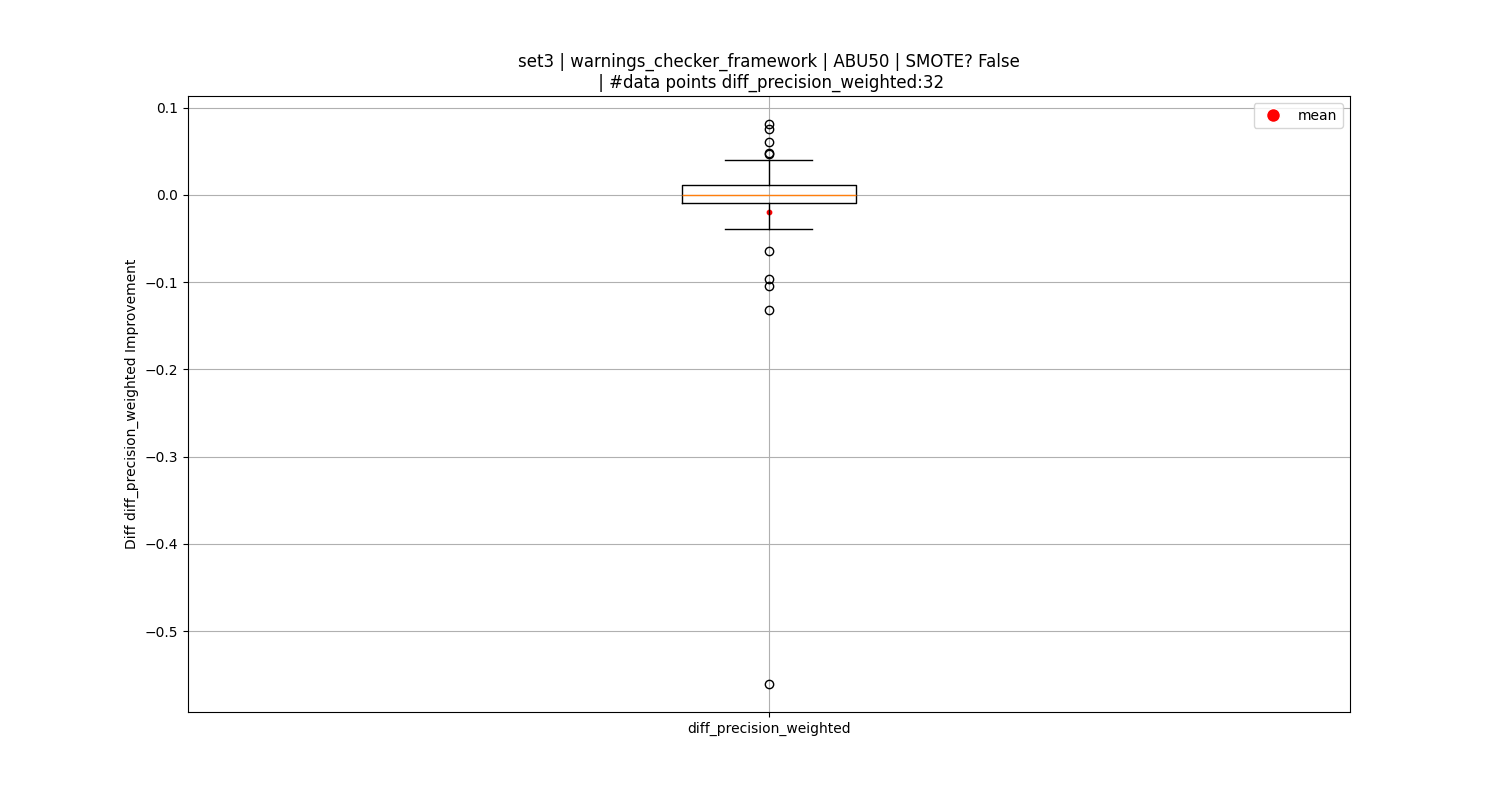 set3 | warnings_checker_framework | ABU50 | SMOTE? False
| #data points diff_precision_weighted:32
mean
0.1
0.0
−0.1
−0.2
−0.3
−0.4
−0.5
Diff diff_precision_weighted Improvement
diff_precision_weighted